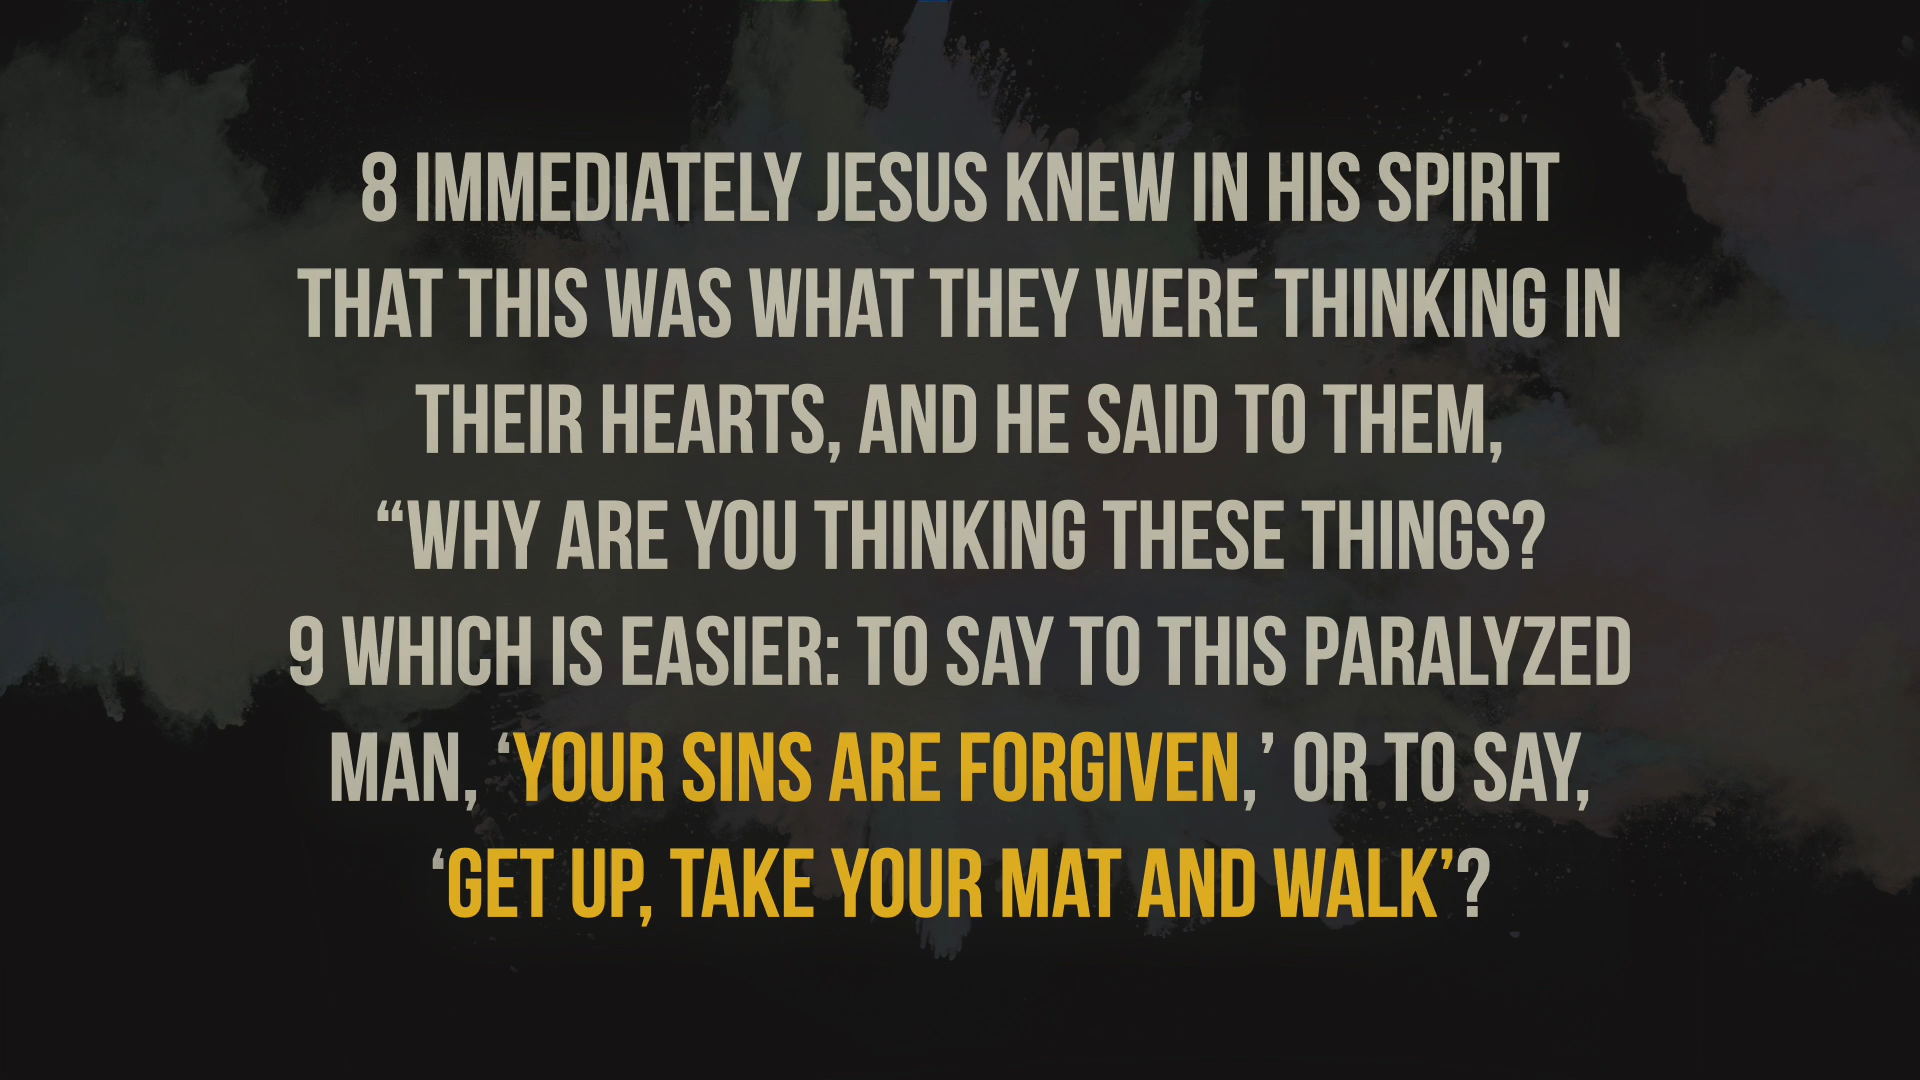 8 IMMEDIATELY JESUS KNEW IN HIS SPIRIT
THAT THIS WAS WHAT THEY WERE THINKING IN
THEIR HEARTS, AND HE SAID TO THEM,
“WHY ARE YOU THINKING THESE THINGS?
9 WHICH IS EASIER: TO SAY TO THIS PARALYZED
MAN, ‘YOUR SINS ARE FORGIVEN,’ OR TO SAY,
‘GET UP, TAKE YOUR MAT AND WALK’?